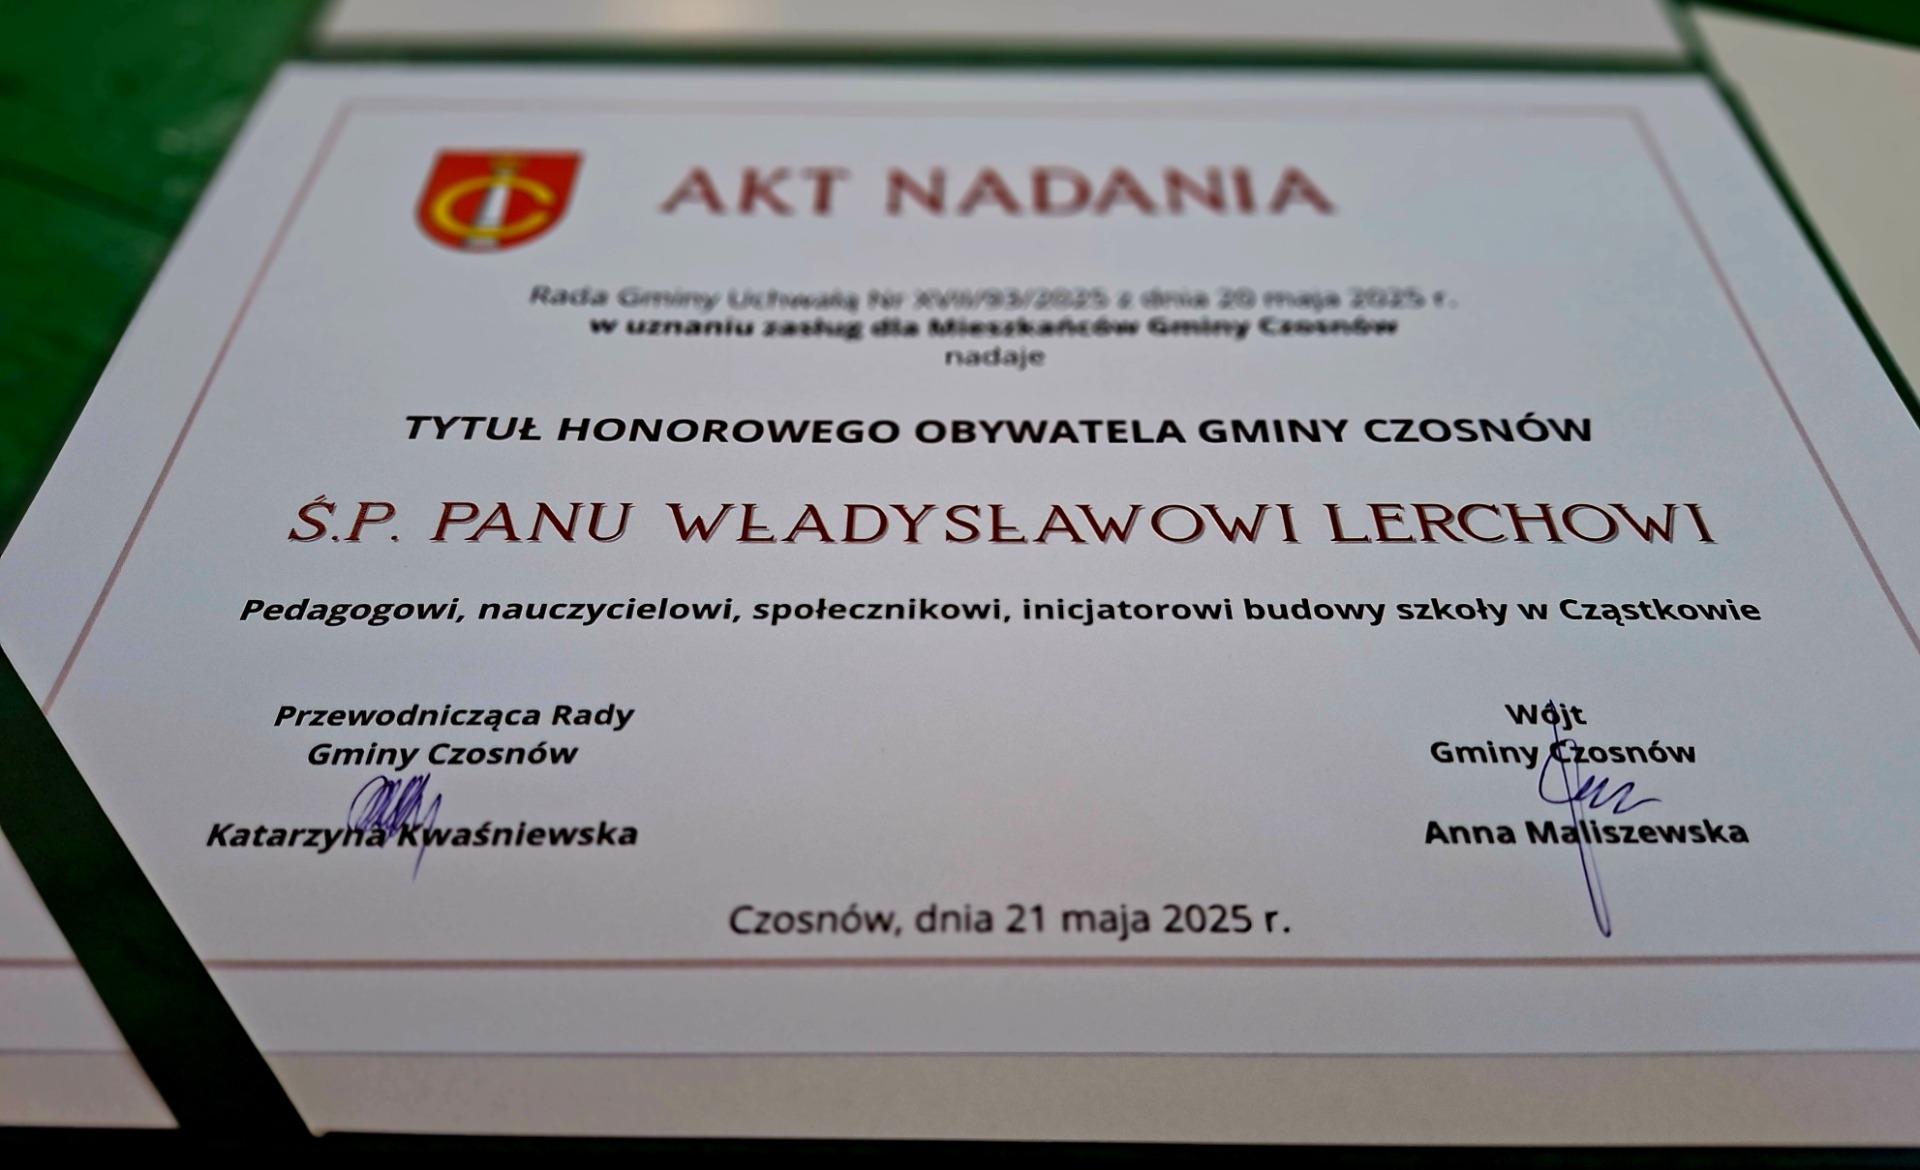 AKT NADANIA
Rada Gminy Uchwałą Nr XVII/93/2025 z dnia 20 maja 2025 r.
w uznaniu zasług dla Mieszkańców Gminy Czosnów
nadaje
TYTUŁ HONOROWEGO OBYWATELA GMINY CZOSNÓW
Ś.P. PANU WŁADYSŁAWOWI LERCHOWI
Pedagogowi, nauczycielowi, społecznikowi, inicjatorowi budowy szkoły w Cząstkowie
Przewodnicząca Rady
Gminy Czosnów
Katarzyna Kwaśniewska
Wójt
Gminy Czosnów
Anna Maliszewska
Czosnów, dnia 21 maja 2025 r.